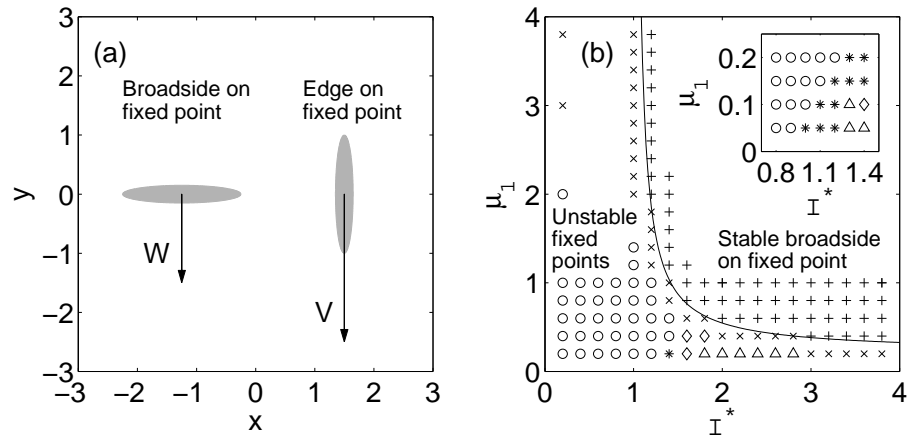 (a)
Broadside on
fixed point
Edge on
fixed point
W
V
3
2
1
0
−1
−2
−3
y
−3 −2 −1 0 1 2 3
x
(b)
4
3
2
1
0
μ⊥
0 1 2 3 4
I*
Unstable
fixed
points
Stable broadside
on fixed point
0.2
0.1
0
μ⊥
0.8 1.1 1.4
I*